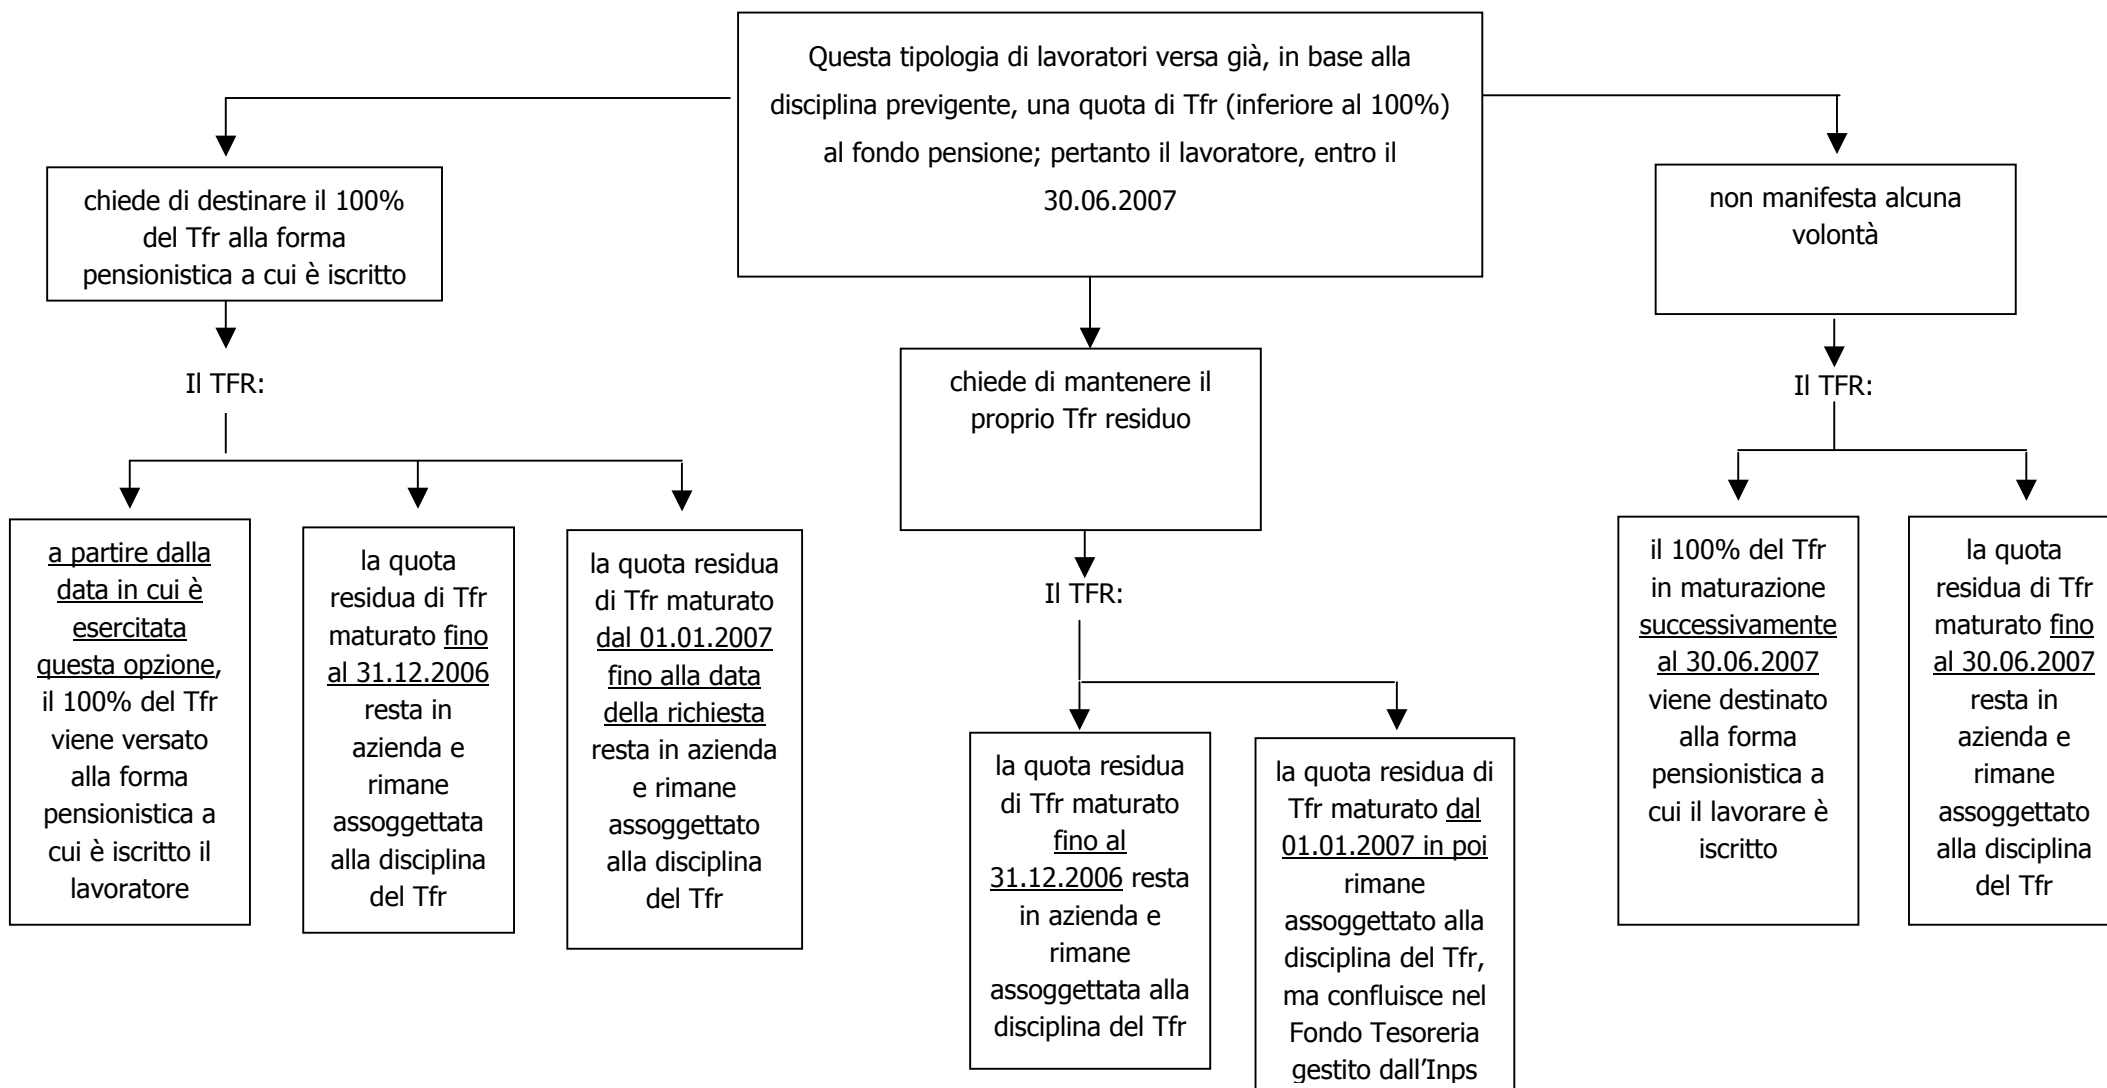 Questa tipologia di lavoratori versa già, in base alla
disciplina previgente, una quota di Tfr (inferiore al 100%)
al fondo pensione; pertanto il lavoratore, entro il
30.06.2007
chiede di destinare il 100%
del Tfr alla forma
pensionistica a cui è iscritto
Il TFR:
a partire dalla
data in cui è
esercitata
questa opzione,
il 100% del Tfr
viene versato
alla forma
pensionistica a
cui è iscritto il
lavoratore
la quota
residua di Tfr
maturato fino
al 31.12.2006
resta in
azienda e
rimane
assoggettata
alla disciplina
del Tfr
la quota residua
di Tfr maturato
dal 01.01.2007
fino alla data
della richiesta
resta in azienda
e rimane
assoggettato
alla disciplina
del Tfr
chiede di mantenere il
proprio Tfr residuo
Il TFR:
la quota residua
di Tfr maturato
fino al
31.12.2006 resta
in azienda e
rimane
assoggettata alla
disciplina del Tfr
la quota residua di
Tfr maturato dal
01.01.2007 in poi
rimane
assoggettato alla
disciplina del Tfr,
ma confluisce nel
Fondo Tesoreria
gestito dall'Inps
non manifesta alcuna
volontà
Il TFR:
il 100% del Tfr
in maturazione
successivamente
al 30.06.2007
viene destinato
alla forma
pensionistica a
cui il lavorare è
iscritto
la quota
residua di Tfr
maturato fino
al 30.06.2007
resta in
azienda e
rimane
assoggettato
alla disciplina
del Tfr